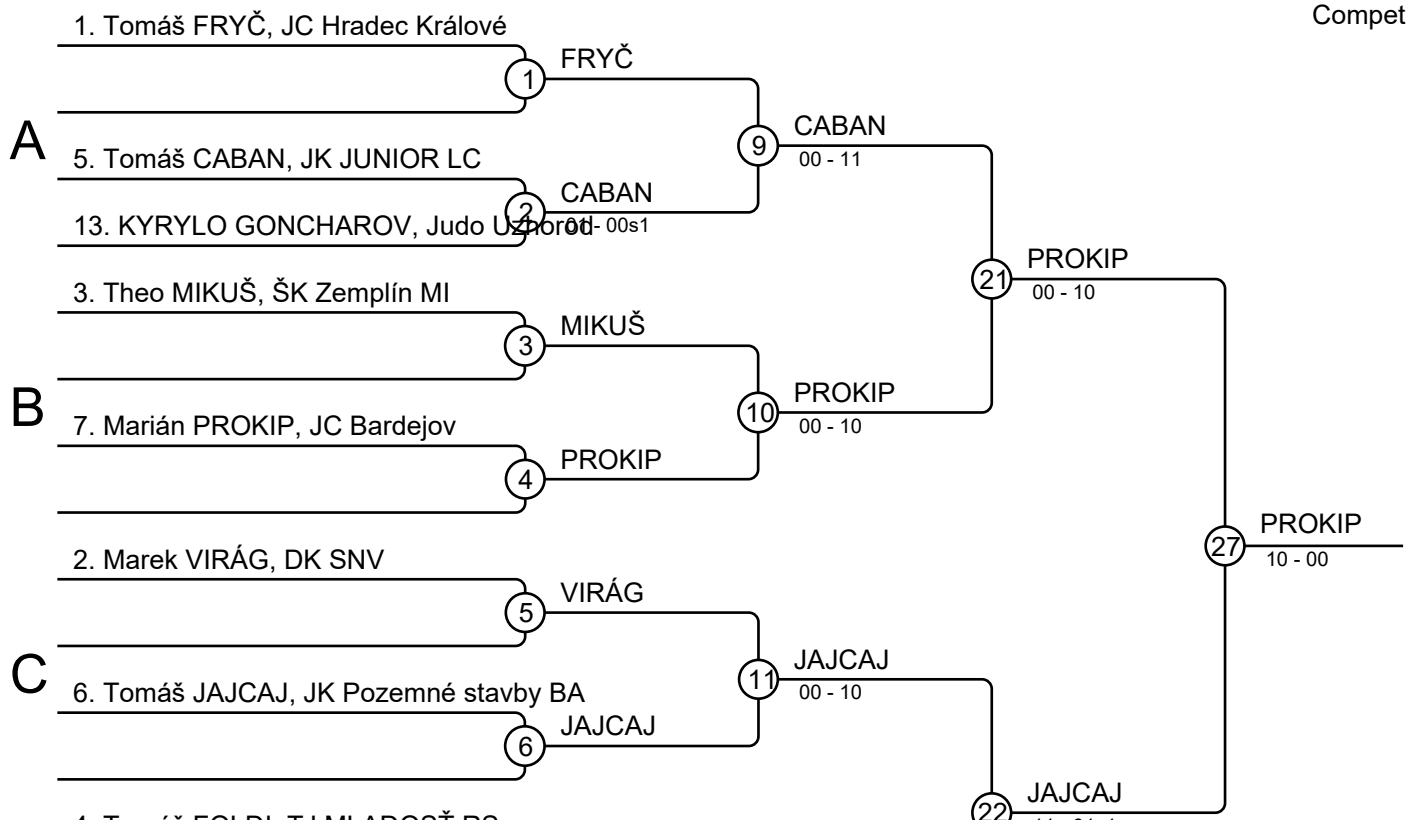 Compet
1. Tomáš FRYČ, JC Hradec Králové
FRYČ
1
A
CABAN
9
00 - 11
5. Tomáš CABAN, JK JUNIOR LC
CABAN
2
- 00s1
13. KYRYLO GONCHAROV, Judo Uzhorod
PROKIP
21
00 - 10
3. Theo MIKUŠ, ŠK Zemplín MI
MIKUŠ
3
B
PROKIP
10
00 - 10
7. Marián PROKIP, JC Bardejov
PROKIP
4
PROKIP
27
10 - 00
2. Marek VIRÁG, DK SNV
VIRÁG
5
C
JAJCAJ
11
00 - 10
6. Tomáš JAJCAJ, JK Pozemné stavby BA
JAJCAJ
6
JAJCAJ
22